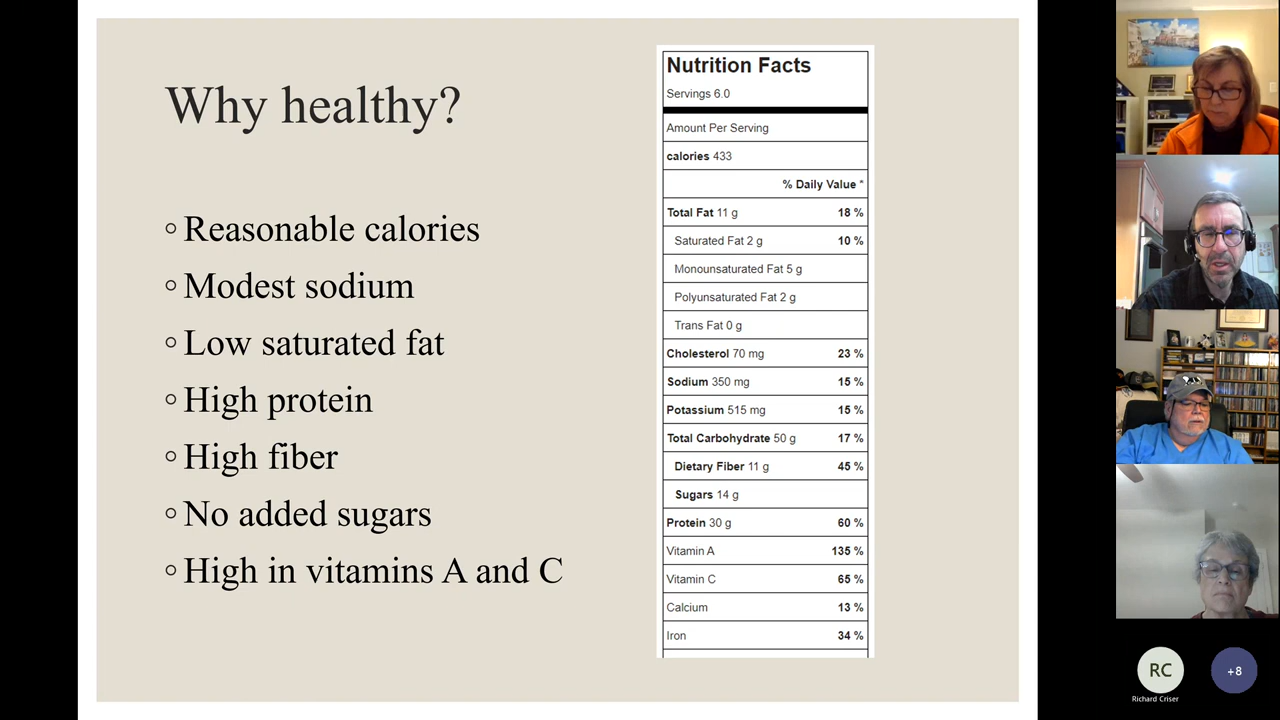 Why healthy?
Reasonable calories
Modest sodium
Low saturated fat
High protein
High fiber
No added sugars
High in vitamins A and C
Nutrition Facts
Servings 6.0
Amount Per Serving
calories 433
% Daily Value *
Total Fat 11 g 18 %
Saturated Fat 2 g 10 %
Monounsaturated Fat 5 g
Polyunsaturated Fat 2 g
Trans Fat 0 g
Cholesterol 70 mg 23 %
Sodium 350 mg 15 %
Potassium 515 mg 15 %
Total Carbohydrate 50 g 17 %
Dietary Fiber 11 g 45 %
Sugars 14 g
Protein 30 g 60 %
Vitamin A 135 %
Vitamin C 65 %
Calcium 13 %
Iron 34 %
RC
Richard Criser
+8